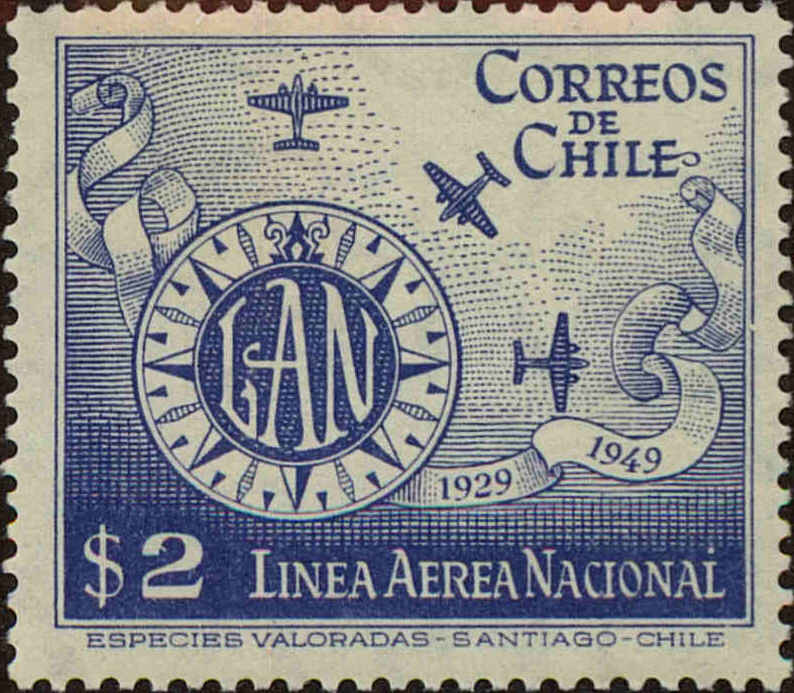 CORREOS
DE
CHILE
LAN
1949
1929
$2 LINEA AEREA NACIONAL
ESPECIES VALORADAS - SANTIAGO - CHILE